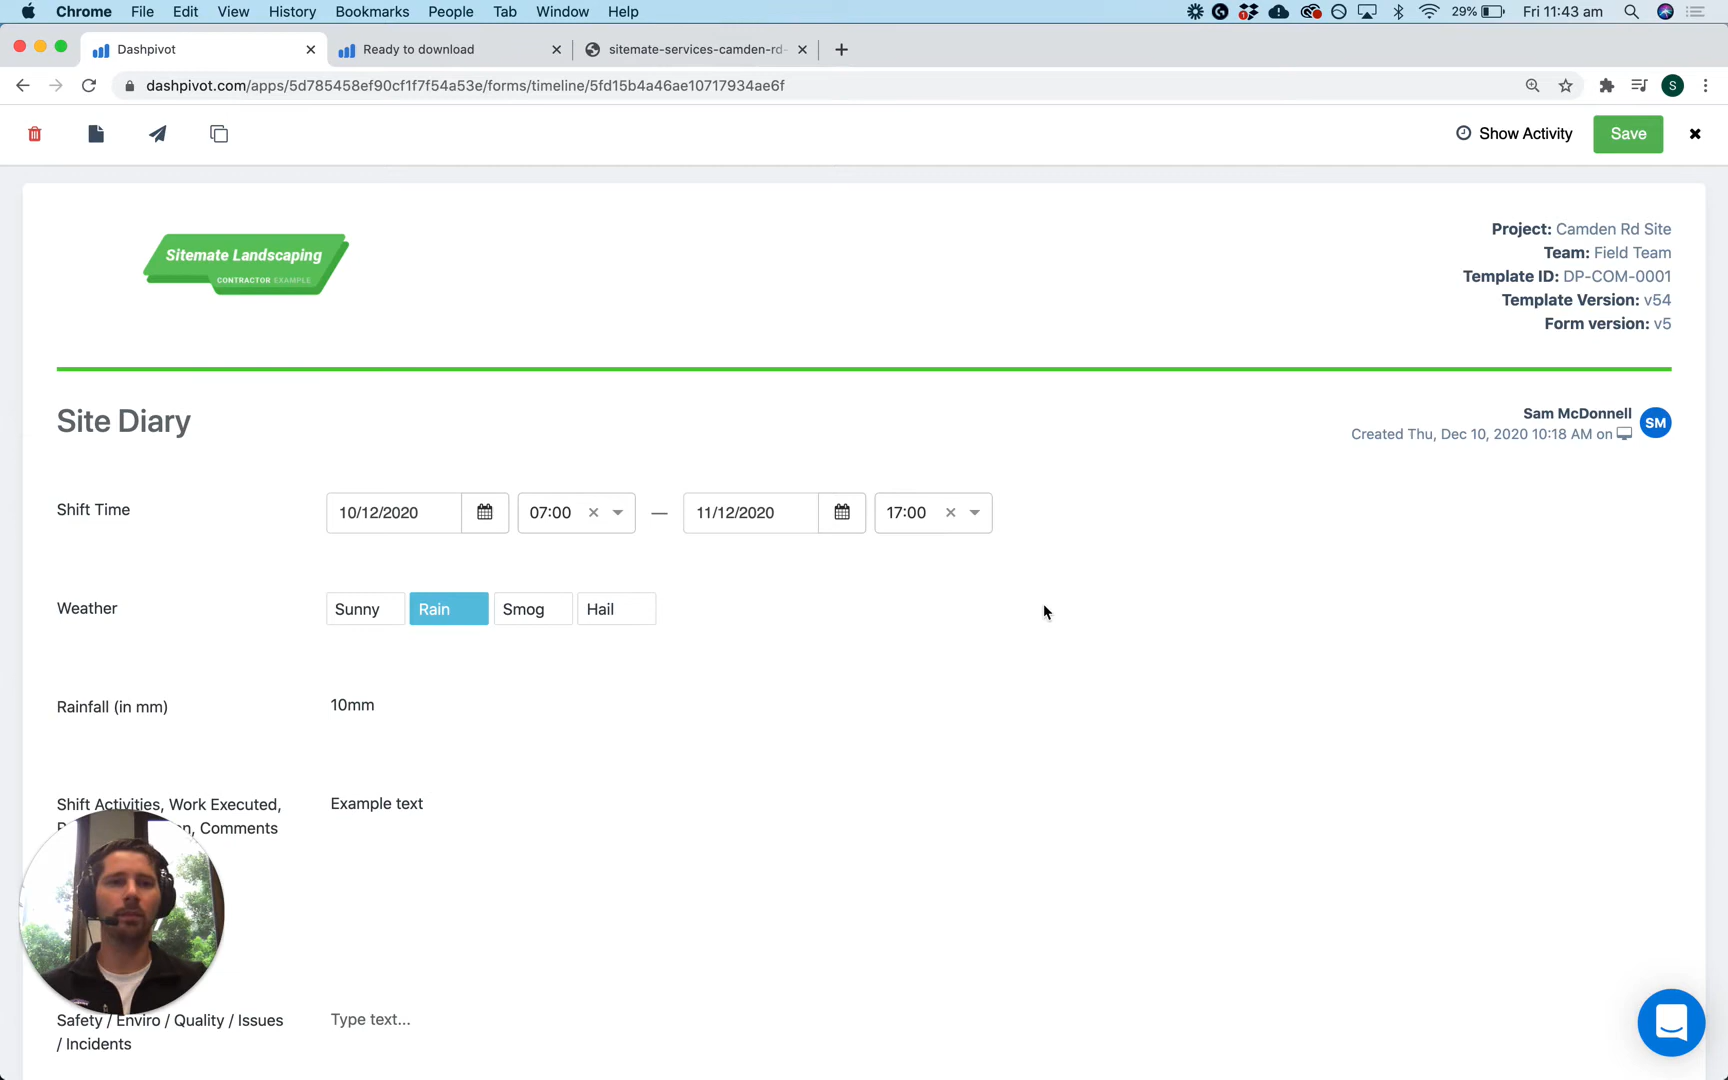 Chrome File Edit View History Bookmarks People Tab Window Help 29% Fri 11:43 am
Dashpivot Ready to download sitemate-services-camden-rd-
dashpivot.com/apps/5d785458ef90cf1f7f54a53e/forms/timeline/5fd15b4a46ae10717934ae6f S
Show Activity Save
Sitemate Landscaping
CONTRACTOR EXAMPLE
Project: Camden Rd Site
Team: Field Team
Template ID: DP-COM-0001
Template Version: v54
Form version: v5
Site Diary
Sam McDonnell
Created Thu, Dec 10, 2020 10:18 AM on
SM
Shift Time 10/12/2020 07:00 — 11/12/2020 17:00
Weather Sunny Rain Smog Hail
Rainfall (in mm) 10mm
Shift Activities, Work Executed, Example text
Comments
Safety / Enviro / Quality / Issues Type text...
/ Incidents